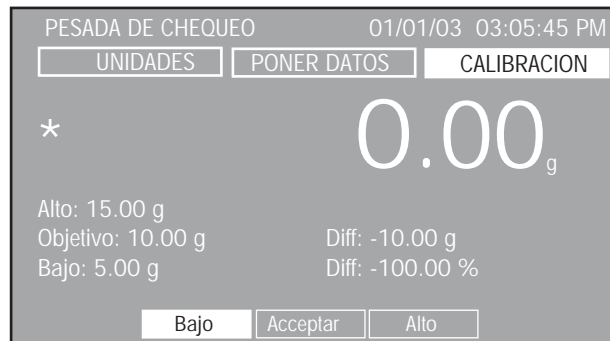 PESADA DE CHEQUEO 01/01/03 03:05:45 PM
UNIDADES PONER DATOS CALIBRACION
* 0.00 g
Alto: 15.00 g
Objetivo: 10.00 g Diff: -10.00 g
Bajo: 5.00 g Diff: -100.00 %
Bajo Acceptar Alto